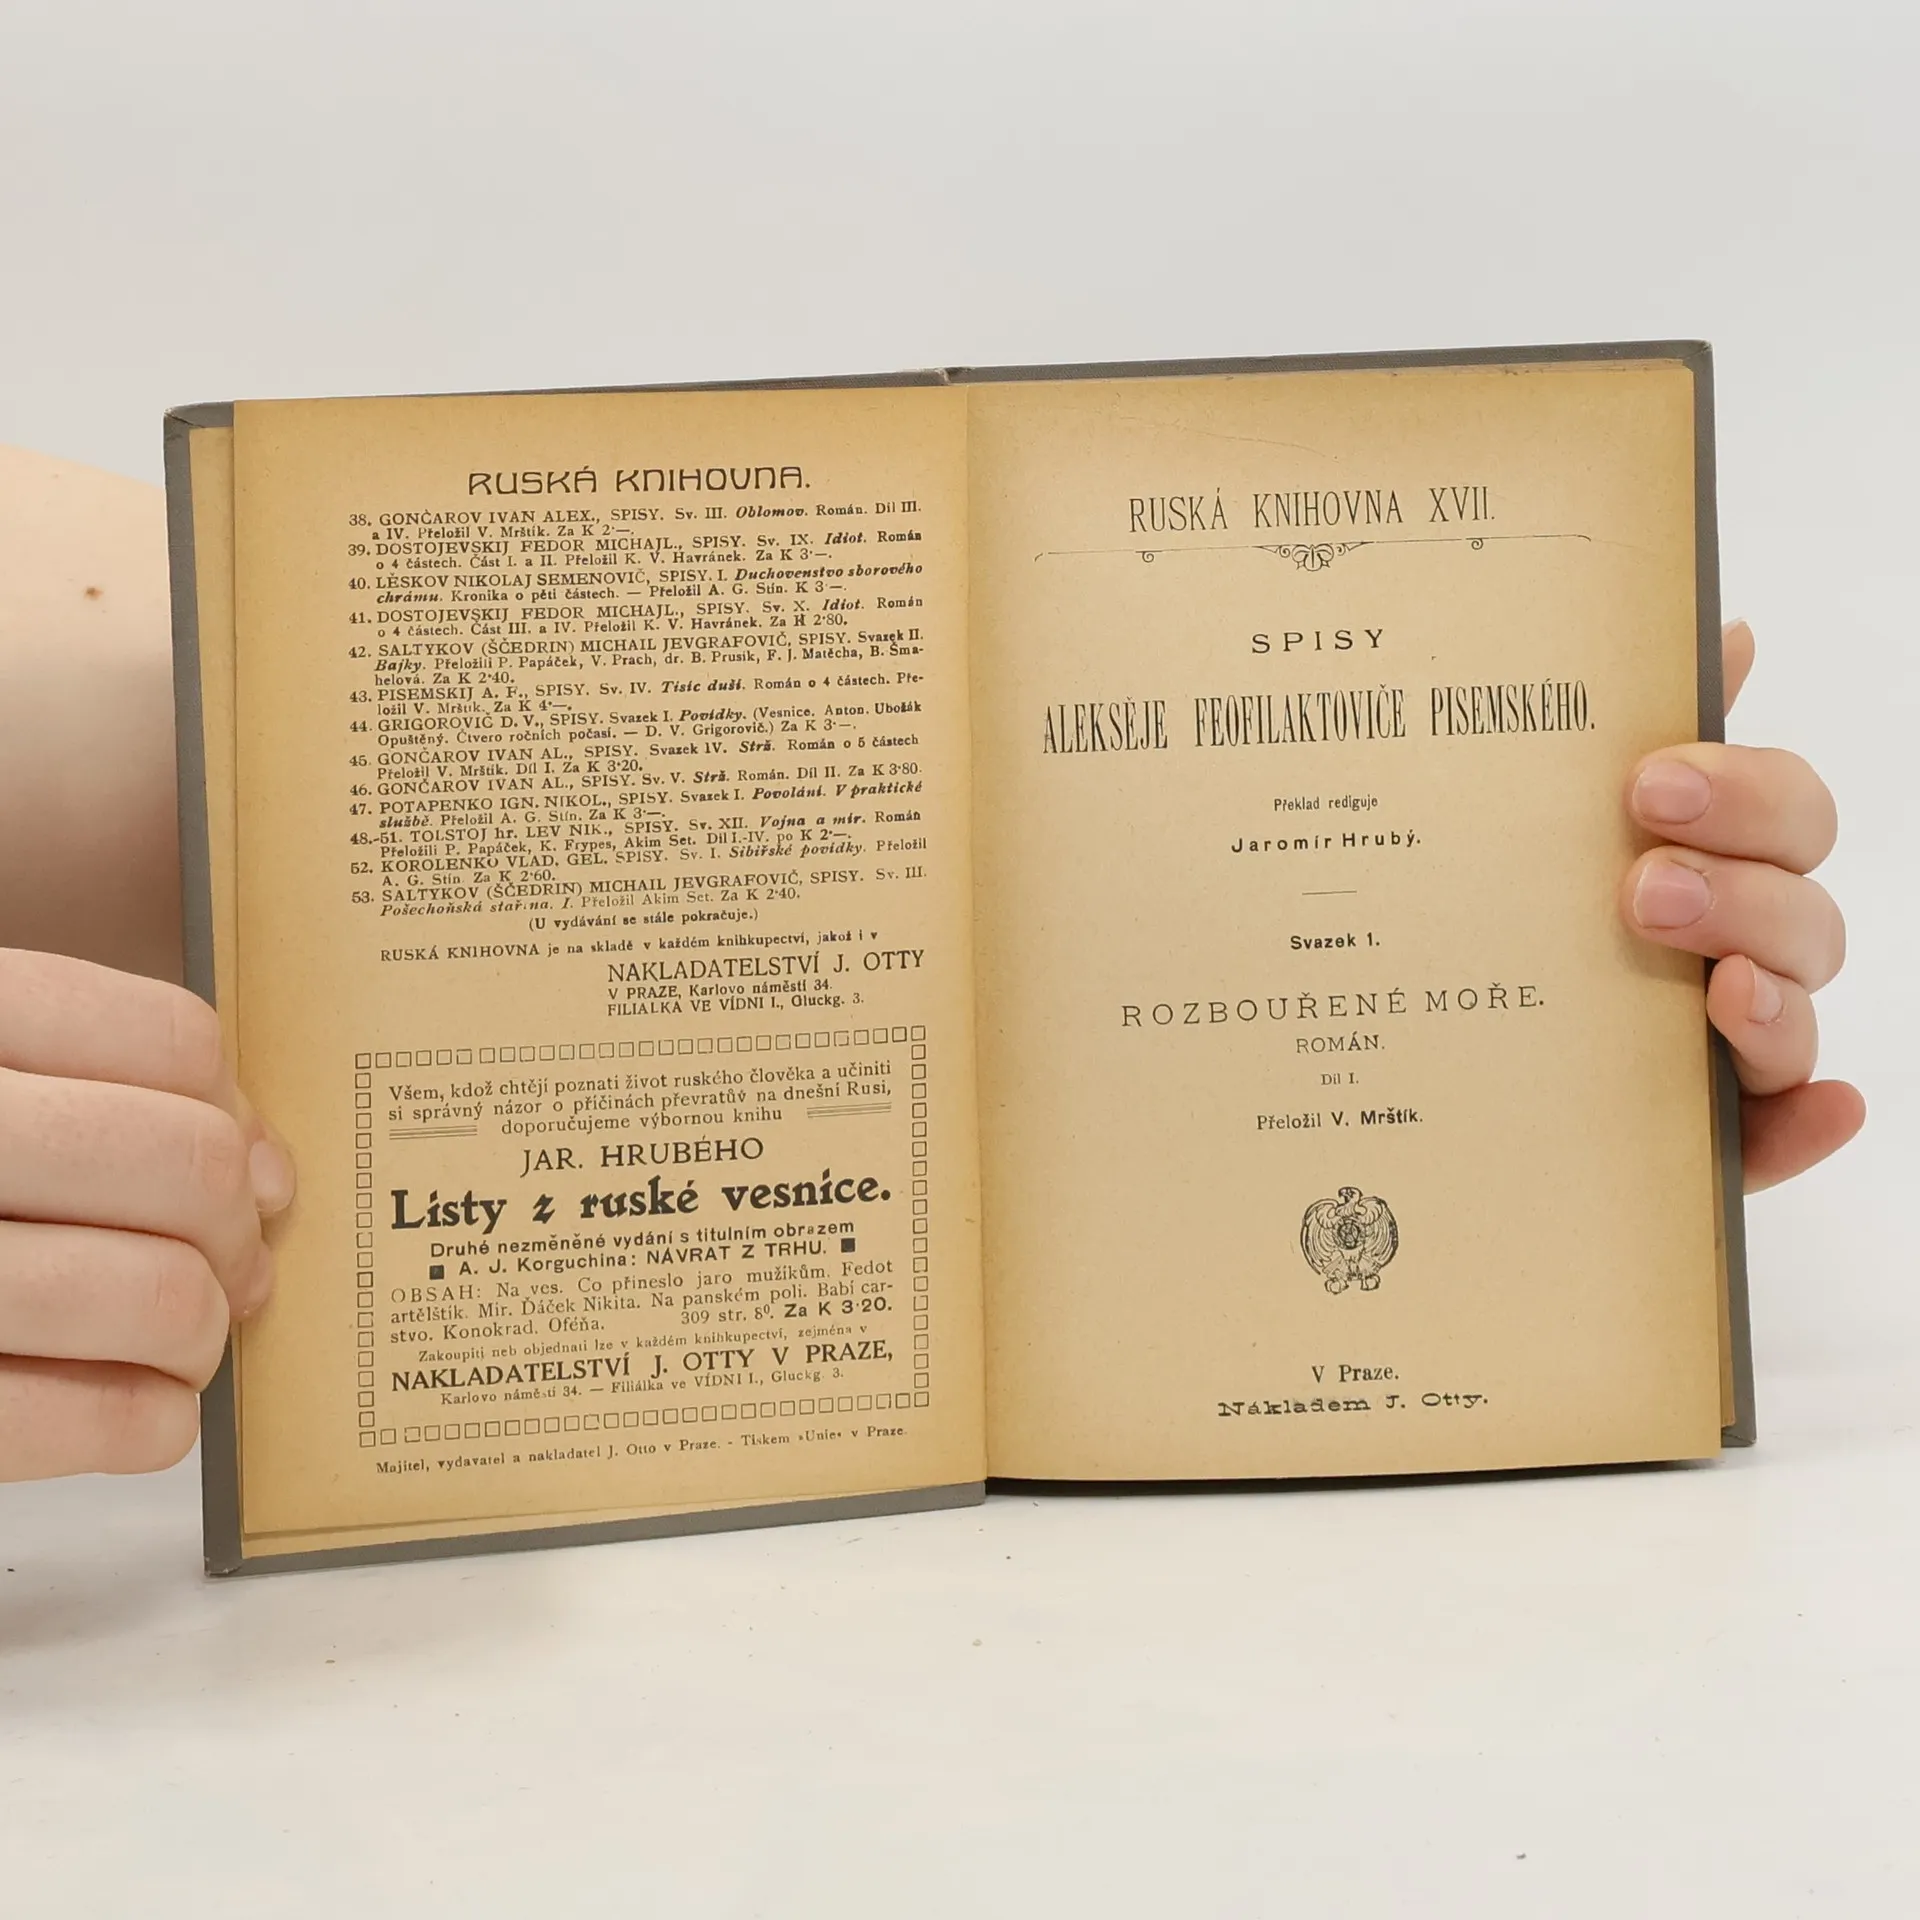 RUSKÁ KNIHOVNA.
38. GONČAROV IVAN ALEX., SPISY. Sv. III. Oblomov. Román. Díl III.
a IV. Přeložil V. Mrštík. Za K 2·—.
39. DOSTOJEVSKIJ FEDOR MICHAJL., SPISY. Sv. IX. Idiot. Román
o 4 částech. Část I. a II. Přeložil K. V. Havránek. Za K 3·—.
40. LĚSKOV NIKOLAJ SEMENOVIČ, SPISY. I. Duchovenstvo sborového
chrámu. Kronika o pěti částech. — Přeložil A. G. Stín. K 3·—.
41. DOSTOJEVSKIJ FEDOR MICHAJL., SPISY. Sv. X. Idiot. Román
o 4 částech. Část III. a IV. Přeložil K. V. Havránek. Za K 2·80.
42. SALTYKOV (ŠČEDRIN) MICHAIL JEVGRAFOVIČ, SPISY. Svazek II.
Bajky. Přeložili P. Papáček, V. Prach, dr. B. Prusík, F. J. Matěcha, B. Šma-
helová. Za K 2·40.
43. PISEMSKIJ A. F., SPISY. Sv. IV. Tisíc duší. Román o 4 částech. Pře-
ložil V. Mrštík. Za K 4·—.
44. GRIGOROVIČ D. V., SPISY. Svazek I. Povídky. (Vesnice. Anton. Ubožák
Opuštěný. Čtvero ročních počasí. — D. V. Grigorovič.) Za K 3·—.
45. GONČAROV IVAN AL., SPISY. Svazek IV. Strž. Román o 5 částech
Přeložil V. Mrštík. Díl I. Za K 3·20.
46. GONČAROV IVAN AL., SPISY. Sv. V. Strž. Román. Díl II. Za K 3·80.
47. POTAPENKO IGN. NIKOL., SPISY. Svazek I. Povolání. V praktické
službě. Přeložil A. G. Stín. Za K 3·—.
48.-51. TOLSTOJ hr. LEV NIK., SPISY. Sv. XII. Vojna a mír. Román
Přeložili P. Papáček, K. Frypes, Akim Set. Díl I.-IV. po K 2·—.
52. KOROLENKO VLAD. GEL. SPISY. Sv. I. Sibiřské povídky. Přeložil
A. G. Stín. Za K 2·60.
53. SALTYKOV (ŠČEDRIN) MICHAIL JEVGRAFOVIČ, SPISY. Sv. III.
Pošechoňská stařina. I. Přeložil Akim Set. Za K 2·40.
(U vydávání se stále pokračuje.)
RUSKÁ KNIHOVNA je na skladě v každém knihkupectví, jakož i v
NAKLADATELSTVÍ J. OTTY
V PRAZE, Karlovo náměstí 34.
FILIALKA VE VÍDNI I., Gluckg. 3.
Všem, kdož chtějí poznati život ruského člověka a učiniti
si správný názor o příčinách převratův na dnešní Rusi,
doporučujeme výbornou knihu
JAR. HRUBÉHO
Listy z ruské vesnice.
Druhé nezměněné vydání s titulním obrazem
A. J. Korguchina: NÁVRAT Z TRHU.
OBSAH: Na ves. Co přineslo jaro mužíkům. Fedot
artělštík. Mir. Ďáček Nikita. Na panském poli. Babí car-
stvo. Konokrad. Oféňa. 309 str. 8⁰. Za K 3·20.
Zakoupiti neb objednati lze v každém knihkupectví, zejména v
NAKLADATELSTVÍ J. OTTY V PRAZE,
Karlovo náměstí 34. — Filiálka ve VÍDNI I., Gluckg. 3.
Majitel, vydavatel a nakladatel J. Otto v Praze. - Tiskem »Unie« v Praze.
RUSKÁ KNIHOVNA XVII.
SPISY
ALEKSĚJE FEOFILAKTOVIČE PISEMSKÉHO.
Překlad rediguje
Jaromír Hrubý.
Svazek 1.
ROZBOUŘENÉ MOŘE.
ROMÁN.
Díl I.
Přeložil V. Mrštík.
V Praze.
Nákladem J. Otty.